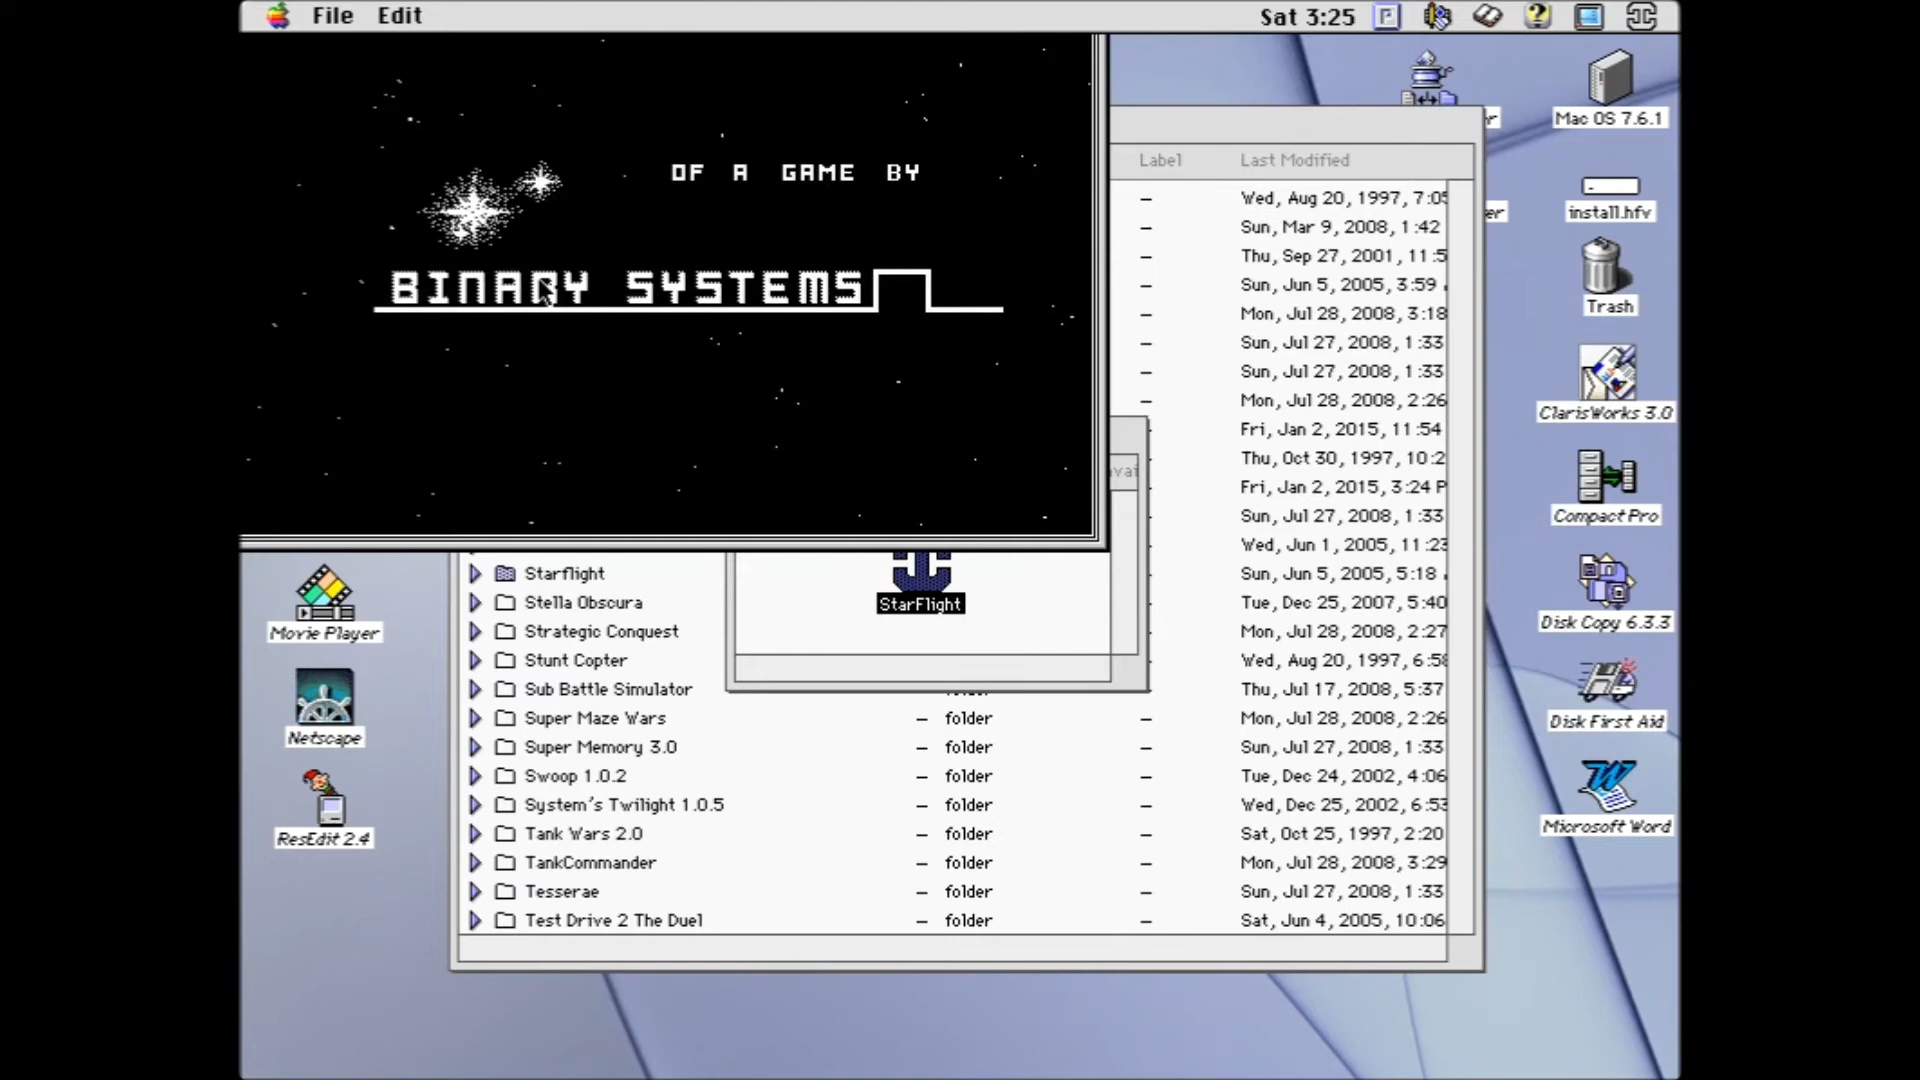 File Edit
Sat 3:25
OF A GAME BY
BINARY SYSTEMS
Label Last Modified
– Wed, Aug 20, 1997, 7:05
– Sun, Mar 9, 2008, 1:42
– Thu, Sep 27, 2001, 11:5
– Sun, Jun 5, 2005, 3:59
– Mon, Jul 28, 2008, 3:18
– Sun, Jul 27, 2008, 1:33
– Sun, Jul 27, 2008, 1:33
– Mon, Jul 28, 2008, 2:26
Fri, Jan 2, 2015, 11:54
Thu, Oct 30, 1997, 10:2
Fri, Jan 2, 2015, 3:24 P
Sun, Jul 27, 2008, 1:33
Wed, Jun 1, 2005, 11:23
Starflight Sun, Jun 5, 2005, 5:18
Stella Obscura Tue, Dec 25, 2007, 5:40
Strategic Conquest Mon, Jul 28, 2008, 2:27
Stunt Copter Wed, Aug 20, 1997, 6:58
Sub Battle Simulator Thu, Jul 17, 2008, 5:37
Super Maze Wars – folder – Mon, Jul 28, 2008, 2:26
Super Memory 3.0 – folder – Sun, Jul 27, 2008, 1:33
Swoop 1.0.2 – folder – Tue, Dec 24, 2002, 4:06
System's Twilight 1.0.5 – folder – Wed, Dec 25, 2002, 6:53
Tank Wars 2.0 – folder – Sat, Oct 25, 1997, 2:20
TankCommander – folder – Mon, Jul 28, 2008, 3:29
Tesserae – folder – Sun, Jul 27, 2008, 1:33
Test Drive 2 The Duel – folder – Sat, Jun 4, 2005, 10:06
StarFlight
Movie Player
Netscape
ResEdit 2.4
Mac OS 7.6.1
install.hfv
Trash
ClarisWorks 3.0
Compact Pro
Disk Copy 6.3.3
Disk First Aid
Microsoft Word